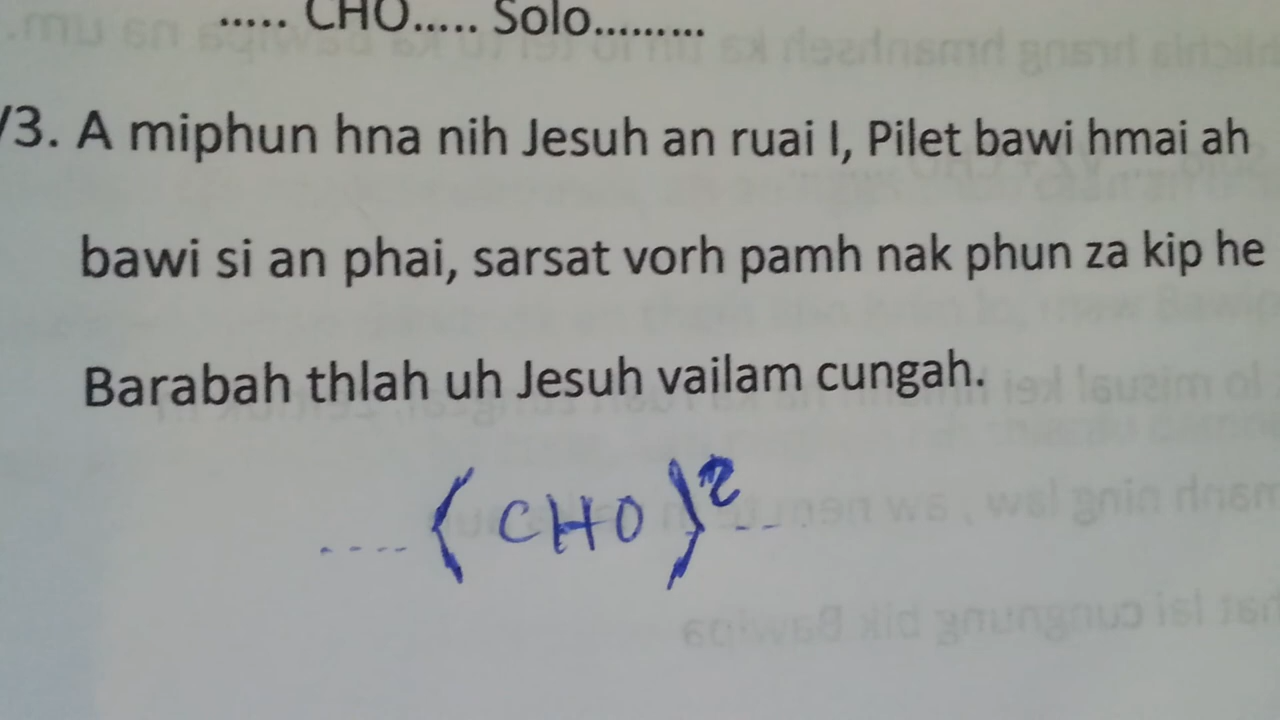 ..... CHO..... Solo.........
/3. A miphun hna nih Jesuh an ruai I, Pilet bawi hmai ah
bawi si an phai, sarsat vorh pamh nak phun za kip he
Barabah thlah uh Jesuh vailam cungah.
....(CHO)2...